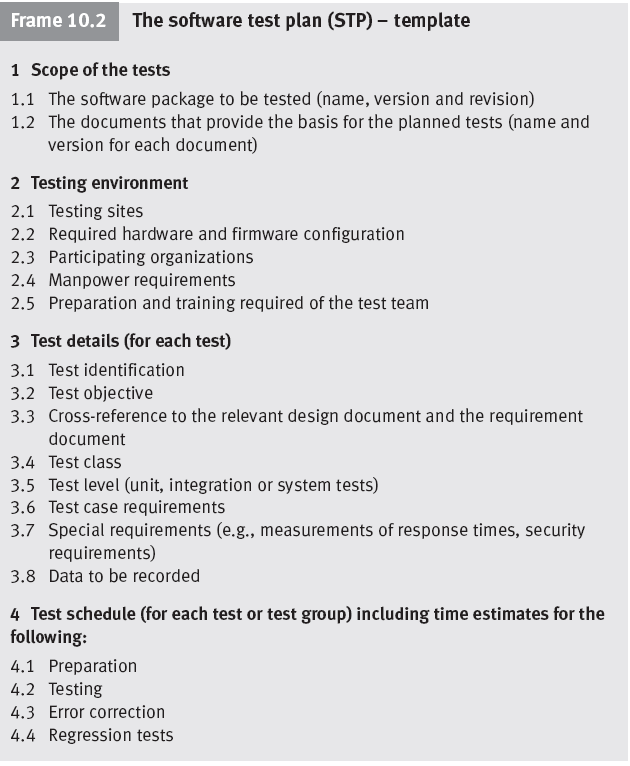 Frame 10.2 The software test plan (STP) – template
1 Scope of the tests
1.1 The software package to be tested (name, version and revision)
1.2 The documents that provide the basis for the planned tests (name and
version for each document)
2 Testing environment
2.1 Testing sites
2.2 Required hardware and firmware configuration
2.3 Participating organizations
2.4 Manpower requirements
2.5 Preparation and training required of the test team
3 Test details (for each test)
3.1 Test identification
3.2 Test objective
3.3 Cross-reference to the relevant design document and the requirement
document
3.4 Test class
3.5 Test level (unit, integration or system tests)
3.6 Test case requirements
3.7 Special requirements (e.g., measurements of response times, security
requirements)
3.8 Data to be recorded
4 Test schedule (for each test or test group) including time estimates for the
following:
4.1 Preparation
4.2 Testing
4.3 Error correction
4.4 Regression tests